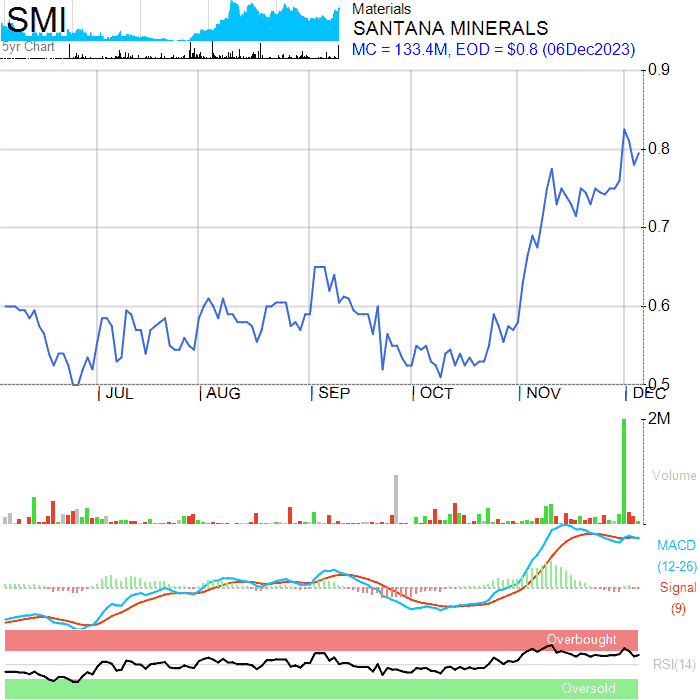 SMI
5yr Chart
Materials
SANTANA MINERALS
MC = 133.4M, EOD = $0.8 (06Dec2023)
0.9
0.8
0.7
0.6
0.5
JUL
AUG
SEP
OCT
NOV
DEC
2M
Volume
MACD
(12-26)
Signal
(9)
Overbought
RSI(14)
Oversold